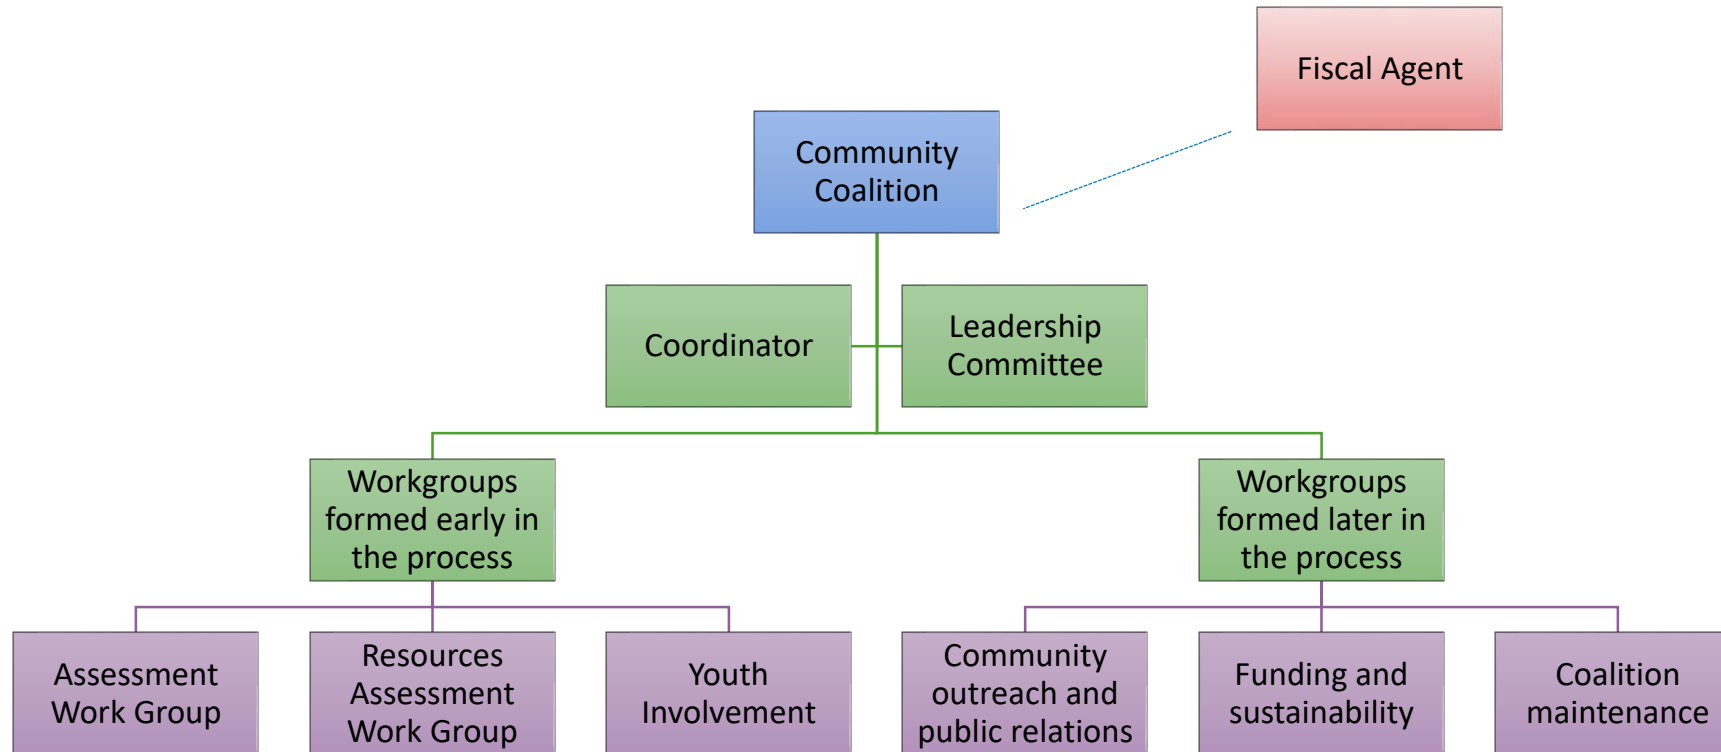 Fiscal Agent
Community
Coalition
Coordinator
Leadership
Committee
Workgroups
formed early in
the process
Workgroups
formed later in
the process
Assessment
Work Group
Resources
Assessment
Work Group
Youth
Involvement
Community
outreach and
public relations
Funding and
sustainability
Coalition
maintenance